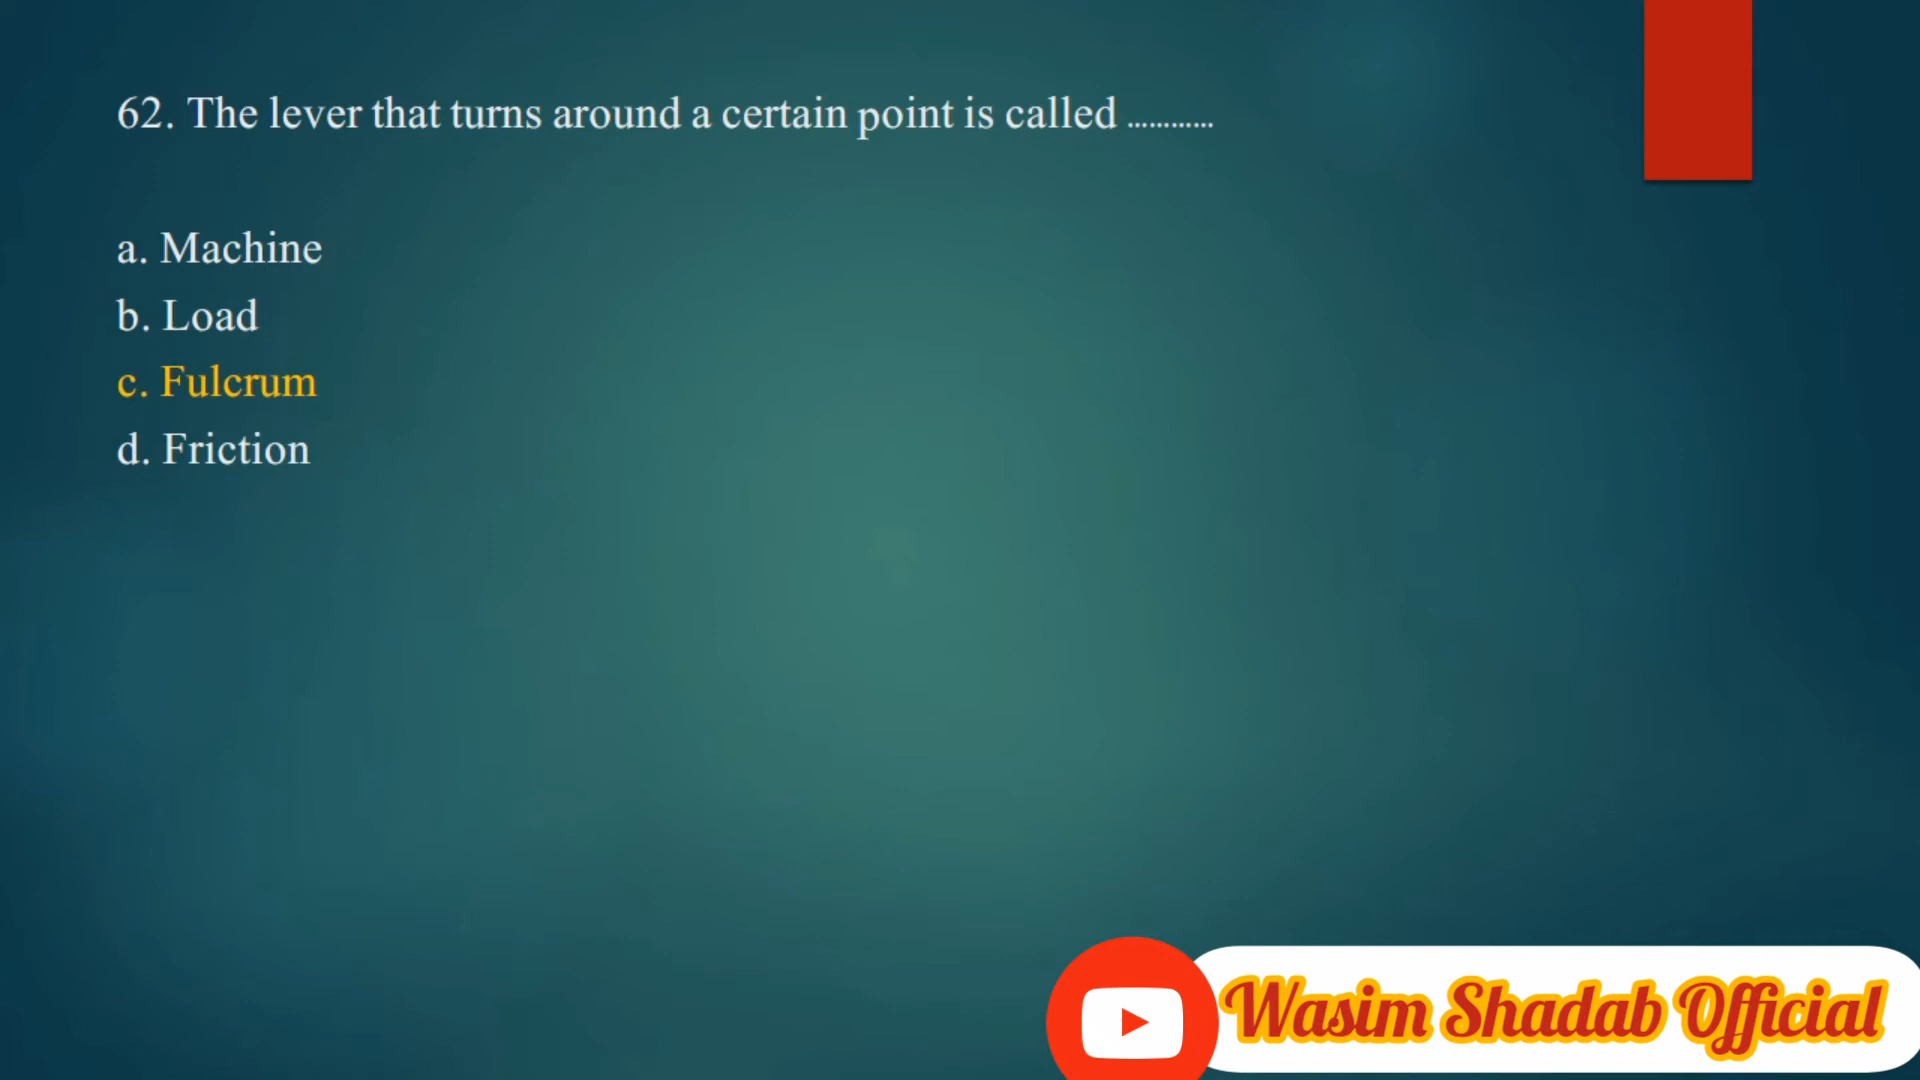 62. The lever that turns around a certain point is called ............
a. Machine
b. Load
c. Fulcrum
d. Friction
Wasim Shadab Official